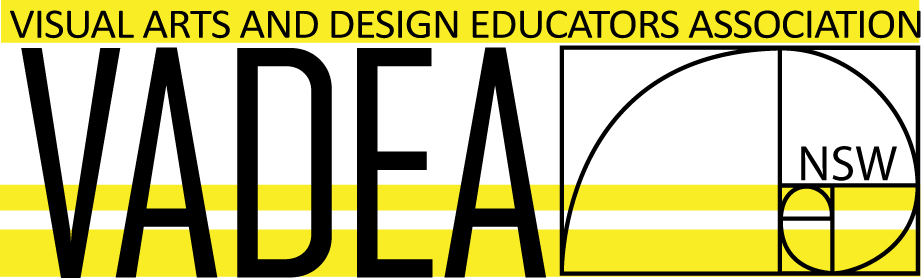 VISUAL ARTS AND DESIGN EDUCATORS ASSOCIATION
VADEA
NSW